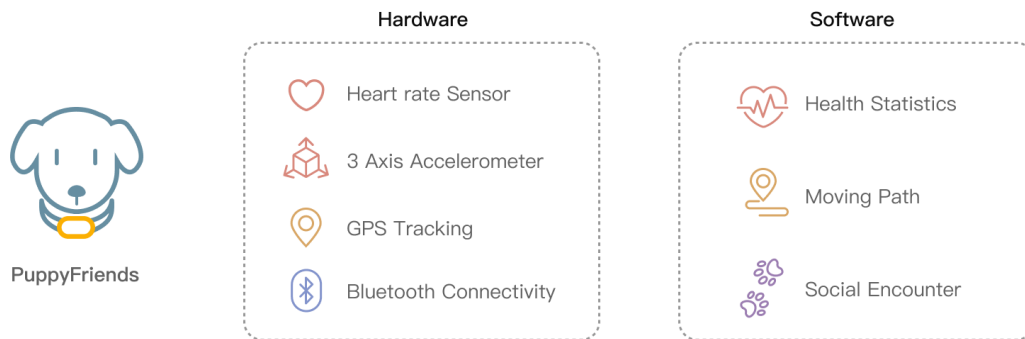 Hardware
Software
Heart rate Sensor
3 Axis Accelerometer
GPS Tracking
Bluetooth Connectivity
Health Statistics
Moving Path
Social Encounter
PuppyFriends